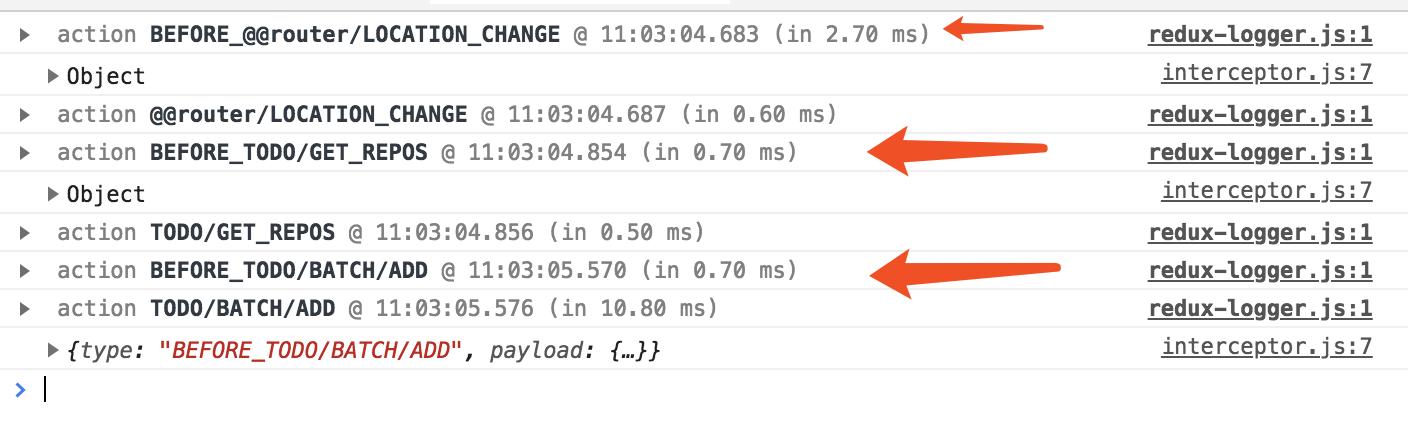 action BEFORE_@@router/LOCATION_CHANGE @ 11:03:04.683 (in 2.70 ms) redux-logger.js:1
Object interceptor.js:7
action @@router/LOCATION_CHANGE @ 11:03:04.687 (in 0.60 ms) redux-logger.js:1
action BEFORE_TODO/GET_REPOS @ 11:03:04.854 (in 0.70 ms) redux-logger.js:1
Object interceptor.js:7
action TODO/GET_REPOS @ 11:03:04.856 (in 0.50 ms) redux-logger.js:1
action BEFORE_TODO/BATCH/ADD @ 11:03:05.570 (in 0.70 ms) redux-logger.js:1
action TODO/BATCH/ADD @ 11:03:05.576 (in 10.80 ms) redux-logger.js:1
{type: "BEFORE_TODO/BATCH/ADD", payload: {…}} interceptor.js:7